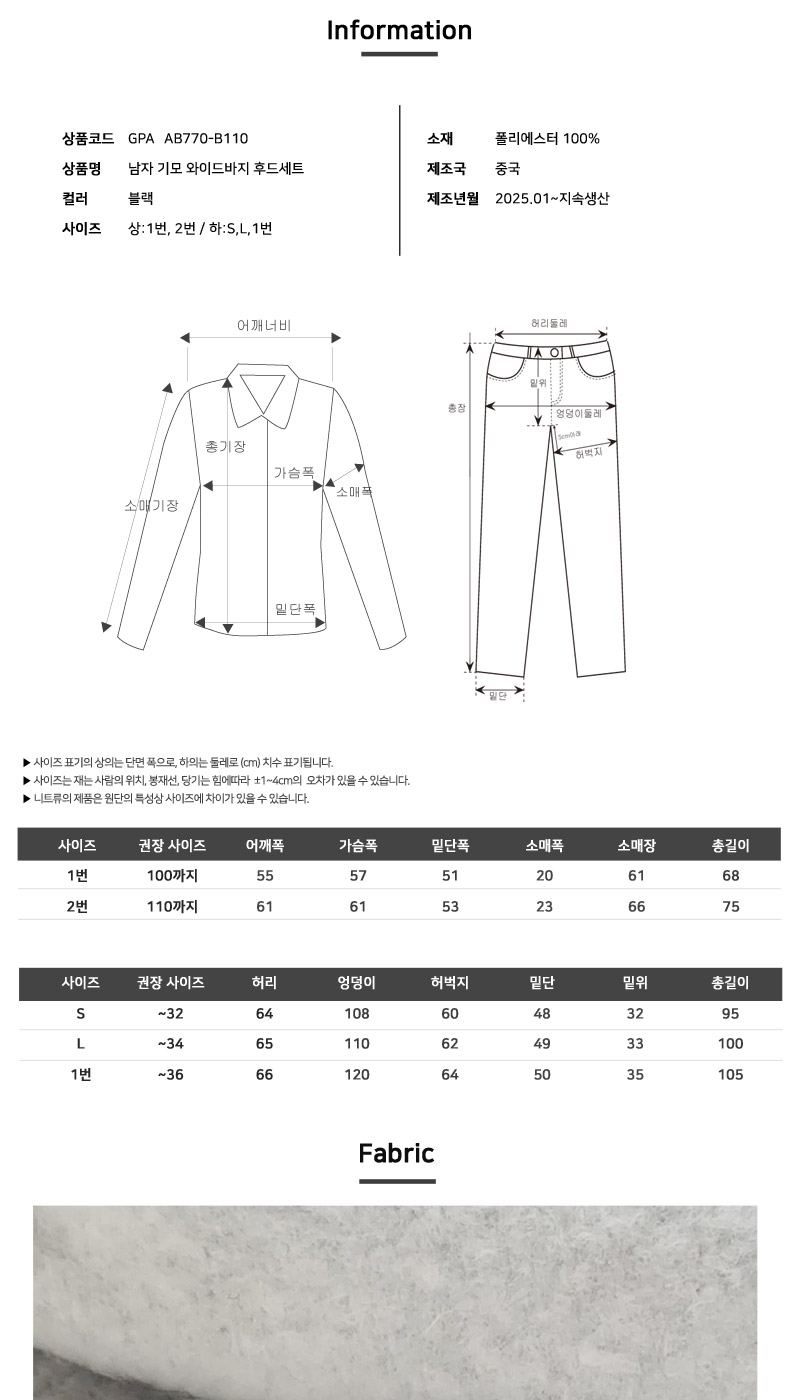 Information
상품코드 GPA AB770-B110
상품명 남자 기모 와이드바지 후드세트
컬러 블랙
사이즈 상:1번, 2번 / 하:S,L,1번
소재 폴리에스터 100%
제조국 중국
제조년월 2025.01~지속생산
어깨너비
총기장
가슴폭
소매폭
소매기장
밑단폭
허리둘레
밑위
총장
엉덩이둘레
5cm아래
허벅지
밑단
▶ 사이즈 표기의 상의는 단면 폭으로, 하의는 둘레로 (cm) 치수 표기됩니다.
▶ 사이즈는 재는 사람의 위치, 봉재선, 당기는 힘에따라 ±1~4cm의 오차가 있을 수 있습니다.
▶ 니트류의 제품은 원단의 특성상 사이즈에 차이가 있을 수 있습니다.
사이즈 권장 사이즈 어깨폭 가슴폭 밑단폭 소매폭 소매장 총길이
1번 100까지 55 57 51 20 61 68
2번 110까지 61 61 53 23 66 75
사이즈 권장 사이즈 허리 엉덩이 허벅지 밑단 밑위 총길이
S ~32 64 108 60 48 32 95
L ~34 65 110 62 49 33 100
1번 ~36 66 120 64 50 35 105
Fabric